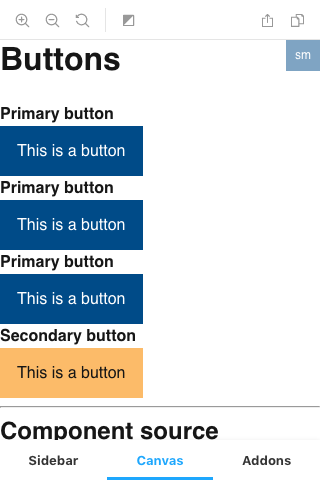 Buttons
sm
Primary button
This is a button
Primary button
This is a button
Primary button
This is a button
Secondary button
This is a button
Component source
Sidebar Canvas Addons